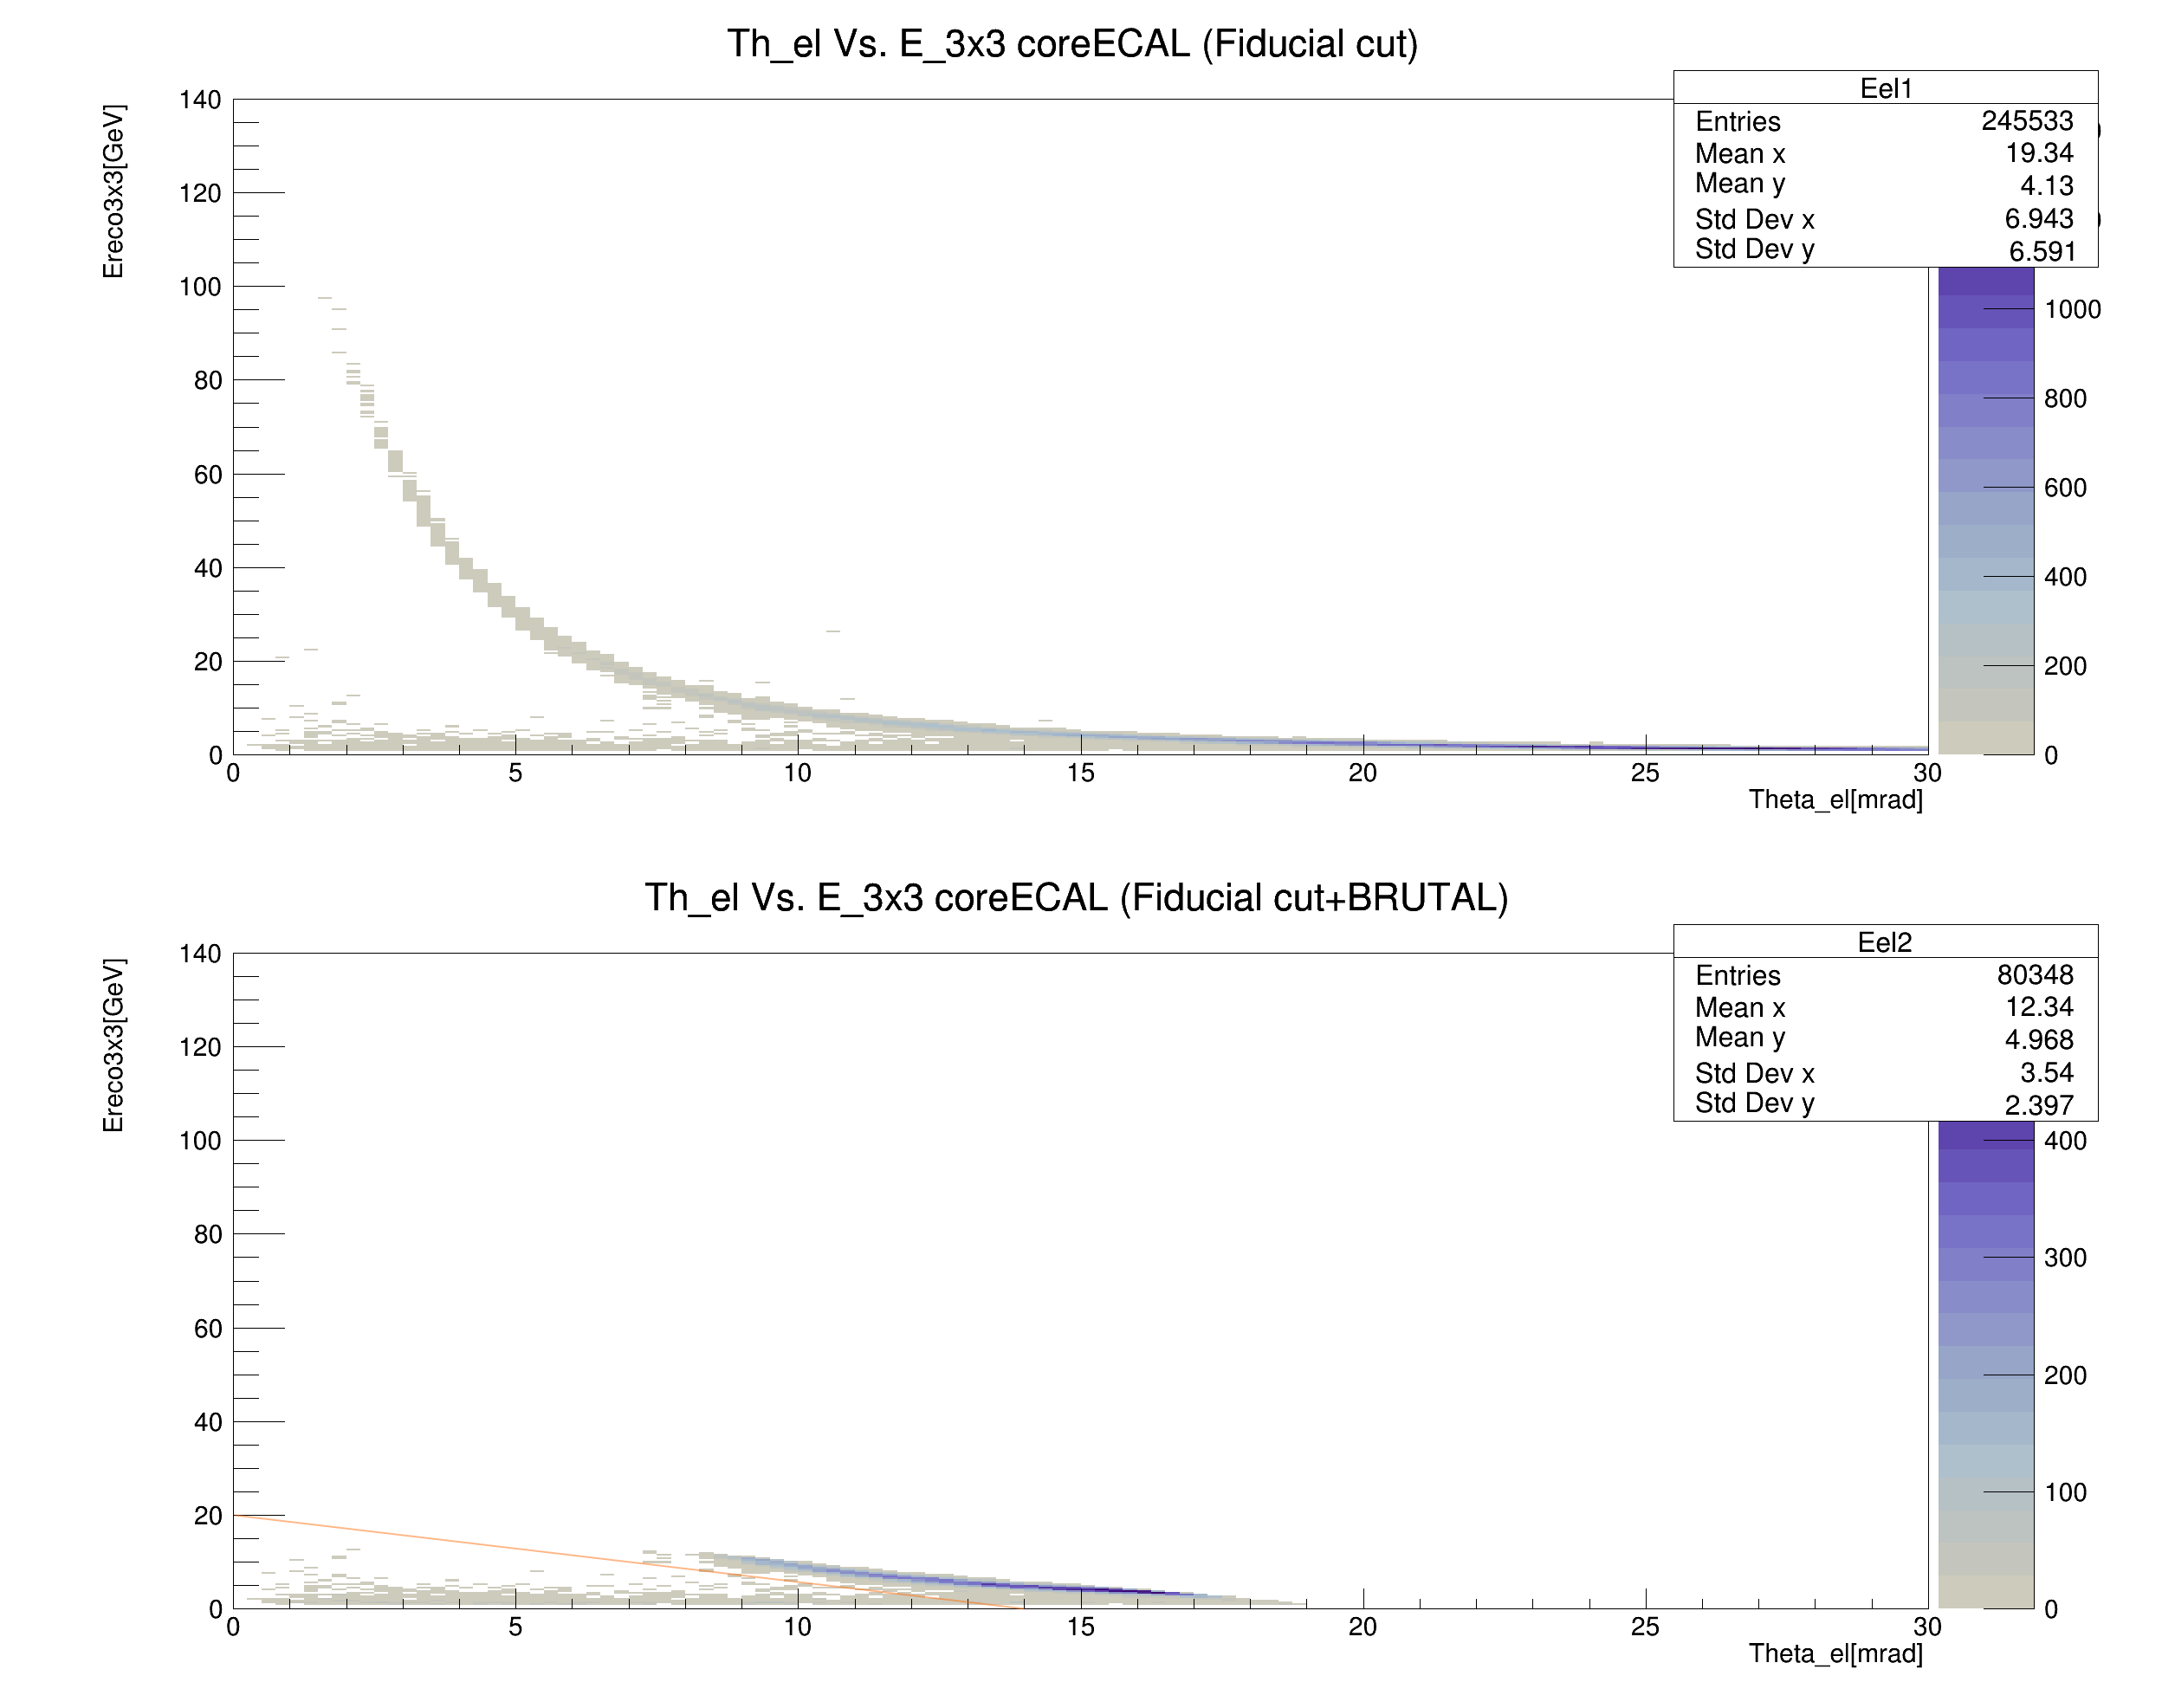 Th_el Vs. E_3x3 coreECAL (Fiducial cut)
Ereco3x3[GeV]
140
120
100
80
60
40
20
0
0 5 10 15 20 25 30
Theta_el[mrad]
Eel1
Entries 245533
Mean x 19.34
Mean y 4.13
Std Dev x 6.943
Std Dev y 6.591
1000
800
600
400
200
0
Th_el Vs. E_3x3 coreECAL (Fiducial cut+BRUTAL)
Ereco3x3[GeV]
140
120
100
80
60
40
20
0
0 5 10 15 20 25 30
Theta_el[mrad]
Eel2
Entries 80348
Mean x 12.34
Mean y 4.968
Std Dev x 3.54
Std Dev y 2.397
400
300
200
100
0